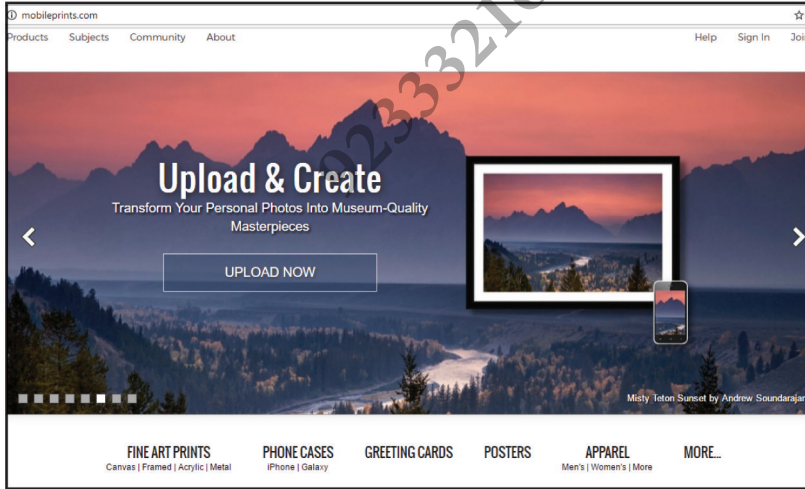 mobileprints.com
Products Subjects Community About Help Sign In Join
Upload & Create
Transform Your Personal Photos Into Museum-Quality
Masterpieces
UPLOAD NOW
Misty Teton Sunset by Andrew Soundarajan
FINE ART PRINTS PHONE CASES GREETING CARDS POSTERS APPAREL MORE...
Canvas | Framed | Acrylic | Metal iPhone | Galaxy Men's | Women's | More